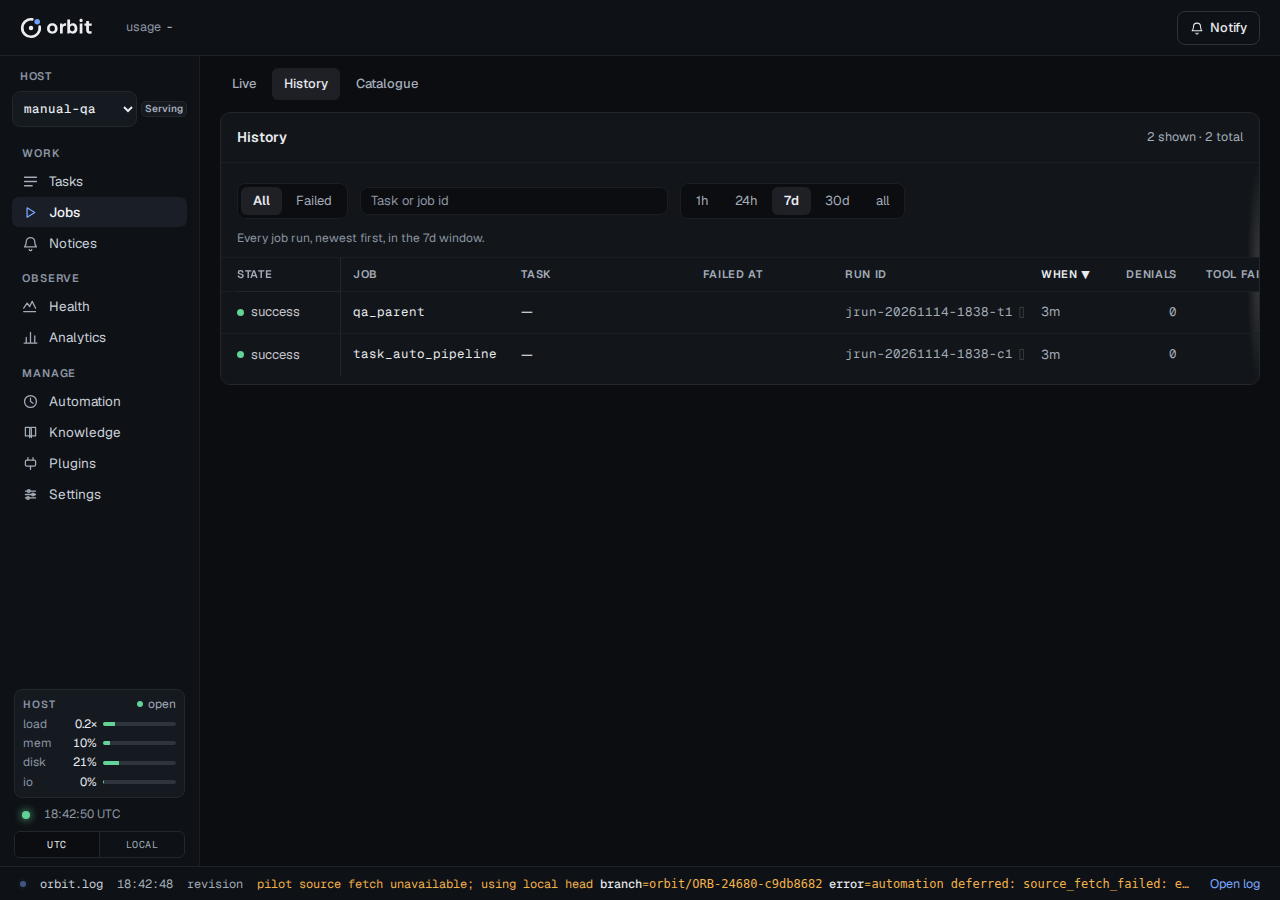 orbit usage – Notify
HOST
manual-qa Serving
WORK
Tasks
Jobs
Notices
OBSERVE
Health
Analytics
MANAGE
Automation
Knowledge
Plugins
Settings
HOST open
load 0.2×
mem 10%
disk 21%
io 0%
18:42:50 UTC
UTC LOCAL
Live History Catalogue
History 2 shown · 2 total
All Failed Task or job id 1h 24h 7d 30d all
Every job run, newest first, in the 7d window.
STATE JOB TASK FAILED AT RUN ID WHEN ▼ DENIALS TOOL FAI
success qa_parent — jrun-20261114-1838-t1 3m 0
success task_auto_pipeline — jrun-20261114-1838-c1 3m 0
orbit.log 18:42:48 revision pilot source fetch unavailable; using local head branch=orbit/ORB-24680-c9db8682 error=automation deferred: source_fetch_failed: e… Open log